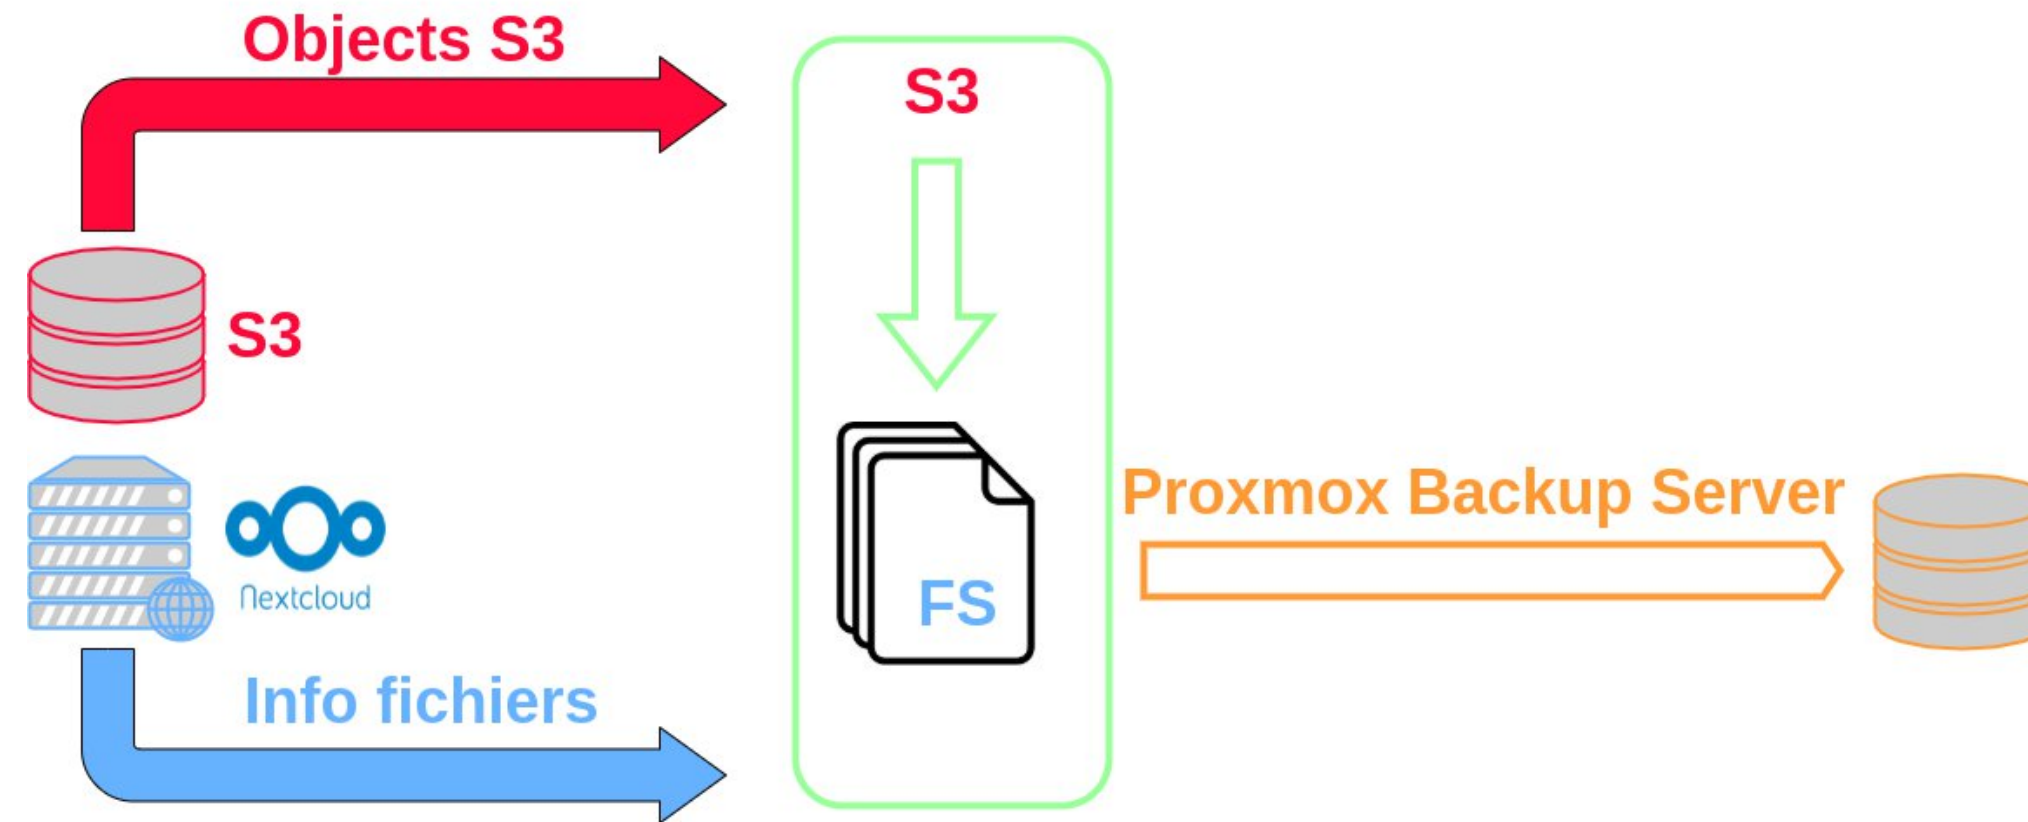 Objects S3
S3
S3
Nextcloud
FS
Proxmox Backup Server
Info fichiers